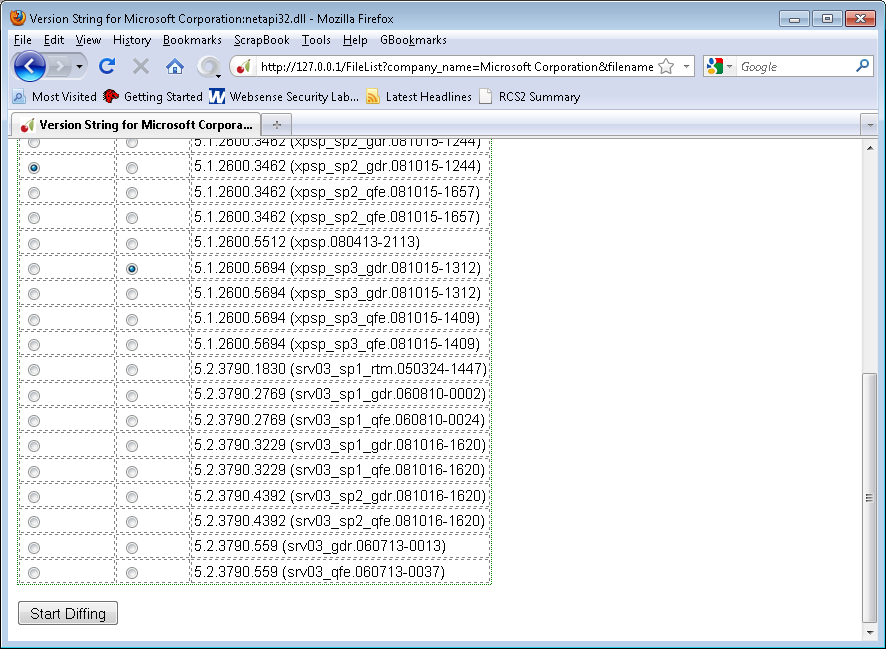 Version String for Microsoft Corporation:netapi32.dll - Mozilla Firefox
File Edit View History Bookmarks ScrapBook Tools Help GBookmarks
http://127.0.0.1/FileList?company_name=Microsoft Corporation&filename
Google
Most Visited Getting Started Websense Security Lab... Latest Headlines RCS2 Summary
Version String for Microsoft Corpora...
5.1.2600.3462 (xpsp_sp2_gdr.081015-1244)
5.1.2600.3462 (xpsp_sp2_gdr.081015-1244)
5.1.2600.3462 (xpsp_sp2_qfe.081015-1657)
5.1.2600.3462 (xpsp_sp2_qfe.081015-1657)
5.1.2600.5512 (xpsp.080413-2113)
5.1.2600.5694 (xpsp_sp3_gdr.081015-1312)
5.1.2600.5694 (xpsp_sp3_gdr.081015-1312)
5.1.2600.5694 (xpsp_sp3_qfe.081015-1409)
5.1.2600.5694 (xpsp_sp3_qfe.081015-1409)
5.2.3790.1830 (srv03_sp1_rtm.050324-1447)
5.2.3790.2769 (srv03_sp1_gdr.060810-0002)
5.2.3790.2769 (srv03_sp1_qfe.060810-0024)
5.2.3790.3229 (srv03_sp1_gdr.081016-1620)
5.2.3790.3229 (srv03_sp1_qfe.081016-1620)
5.2.3790.4392 (srv03_sp2_gdr.081016-1620)
5.2.3790.4392 (srv03_sp2_qfe.081016-1620)
5.2.3790.559 (srv03_gdr.060713-0013)
5.2.3790.559 (srv03_qfe.060713-0037)
Start Diffing